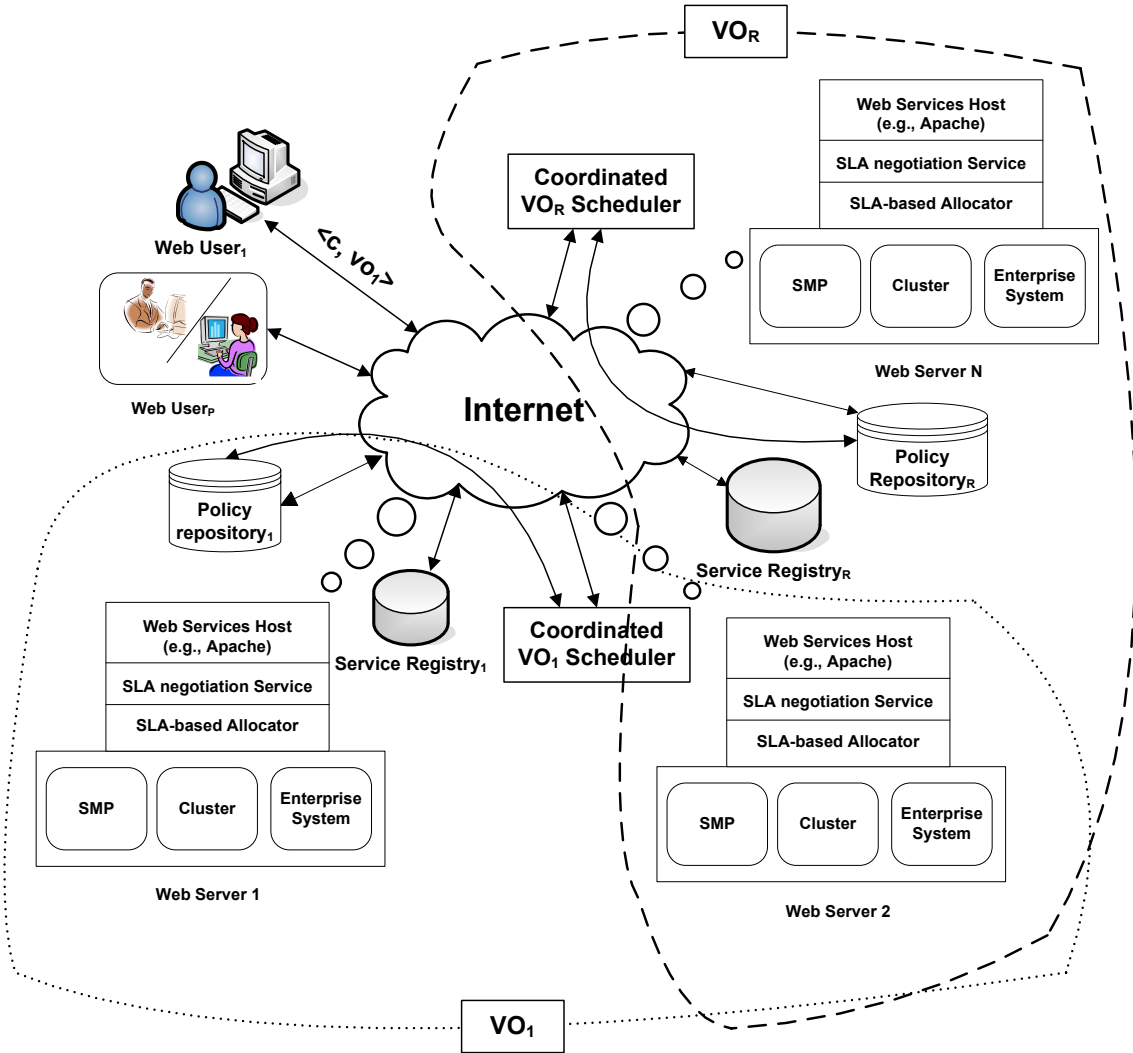 VO_R
Web Services Host
(e.g., Apache)
SLA negotiation Service
SLA-based Allocator
SMP
Cluster
Enterprise
System
Web Server N
Coordinated
VO_R Scheduler
Web User_1
<c, vo_1>
Web User_P
Internet
Policy
Repository_R
Policy
repository_1
Service Registry_R
Service Registry_1
Coordinated
VO_1 Scheduler
Web Services Host
(e.g., Apache)
SLA negotiation Service
SLA-based Allocator
SMP
Cluster
Enterprise
System
Web Server 1
Web Services Host
(e.g., Apache)
SLA negotiation Service
SLA-based Allocator
SMP
Cluster
Enterprise
System
Web Server 2
VO_1